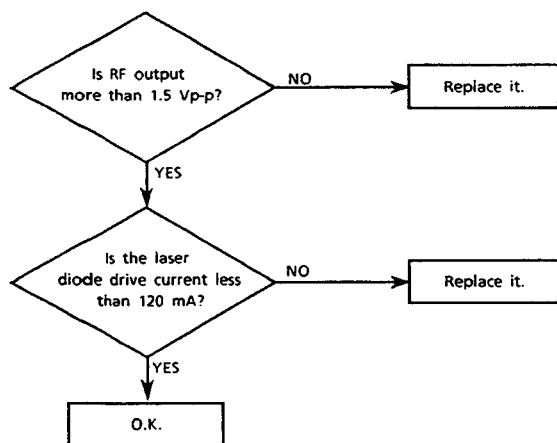 Is RF output
more than 1.5 Vp-p?
NO
Replace it.
YES
Is the laser
diode drive current less
than 120 mA?
NO
Replace it.
YES
O.K.